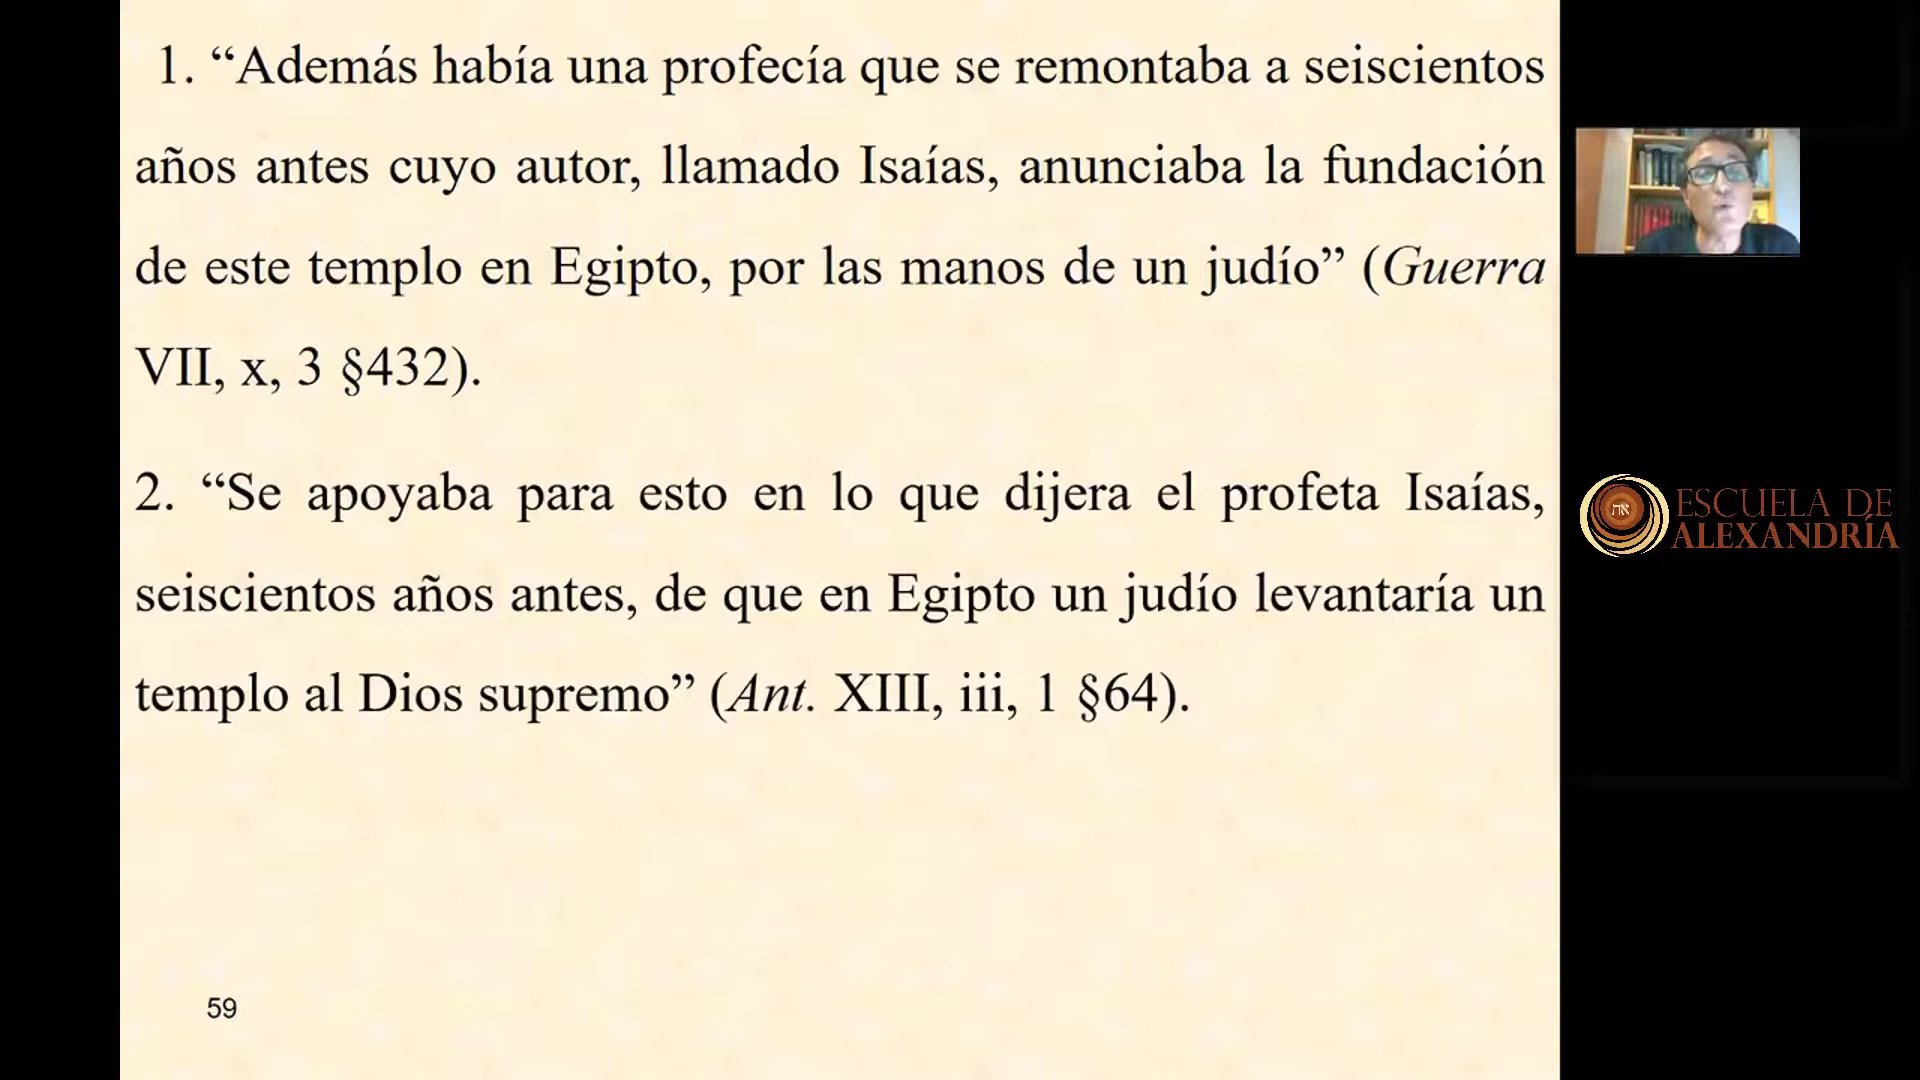 1. “Además había una profecía que se remontaba a seiscientos
años antes cuyo autor, llamado Isaías, anunciaba la fundación
de este templo en Egipto, por las manos de un judío” (Guerra
VII, x, 3 §432).
2. “Se apoyaba para esto en lo que dijera el profeta Isaías,
seiscientos años antes, de que en Egipto un judío levantaría un
templo al Dios supremo” (Ant. XIII, iii, 1 §64).
59
את
ESCUELA DE
ALEXANDRÍA